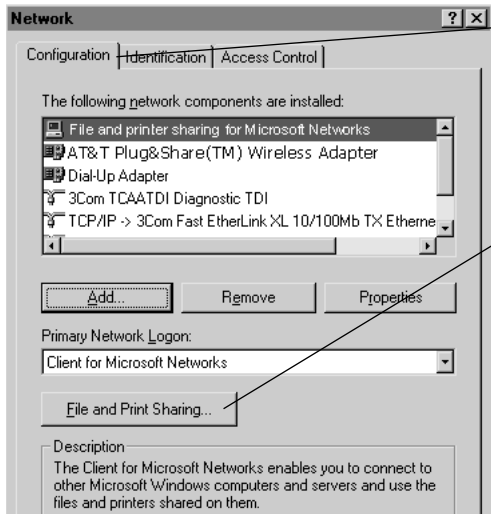 Network
Configuration Identification Access Control
The following network components are installed:
File and printer sharing for Microsoft Networks
AT&T Plug&Share(TM) Wireless Adapter
Dial-Up Adapter
3Com TCAATDI Diagnostic TDI
TCP/IP -> 3Com Fast EtherLink XL 10/100Mb TX Etherne
Add... Remove Properties
Primary Network Logon:
Client for Microsoft Networks
File and Print Sharing...
Description
The Client for Microsoft Networks enables you to connect to
other Microsoft Windows computers and servers and use the
files and printers shared on them.